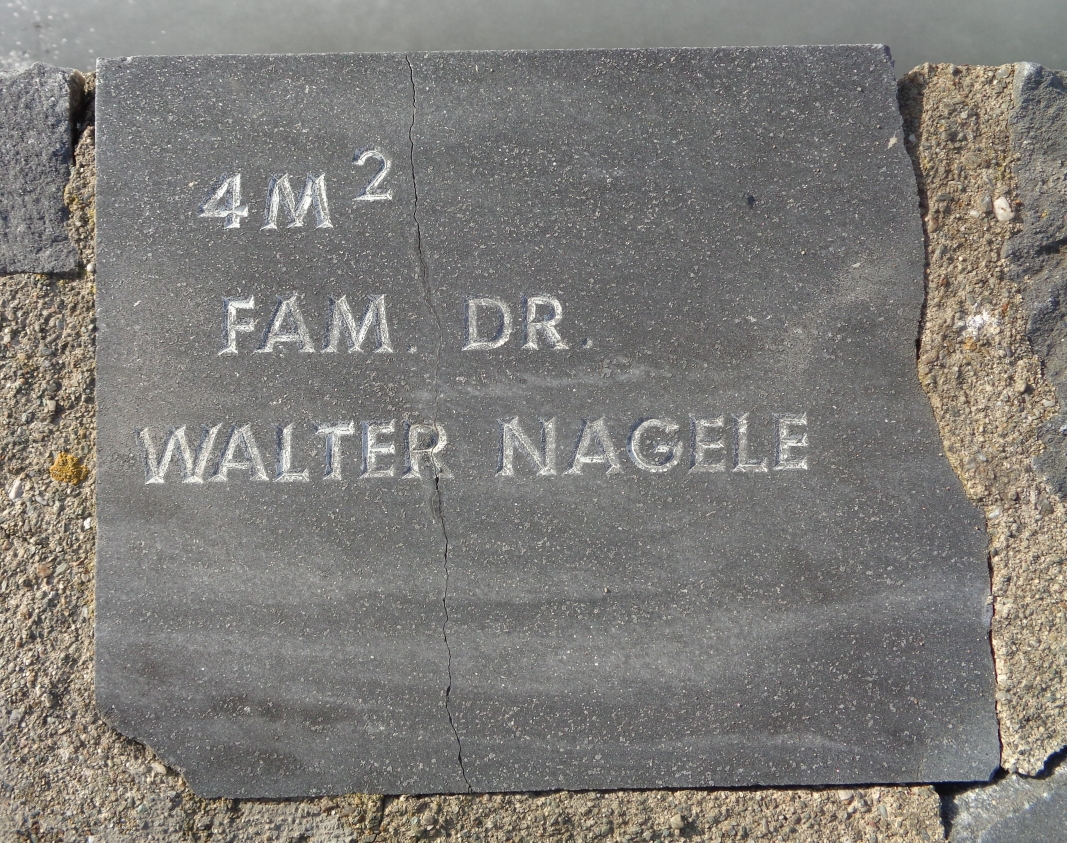 4M²
FAM. DR.
WALTER NAGELE